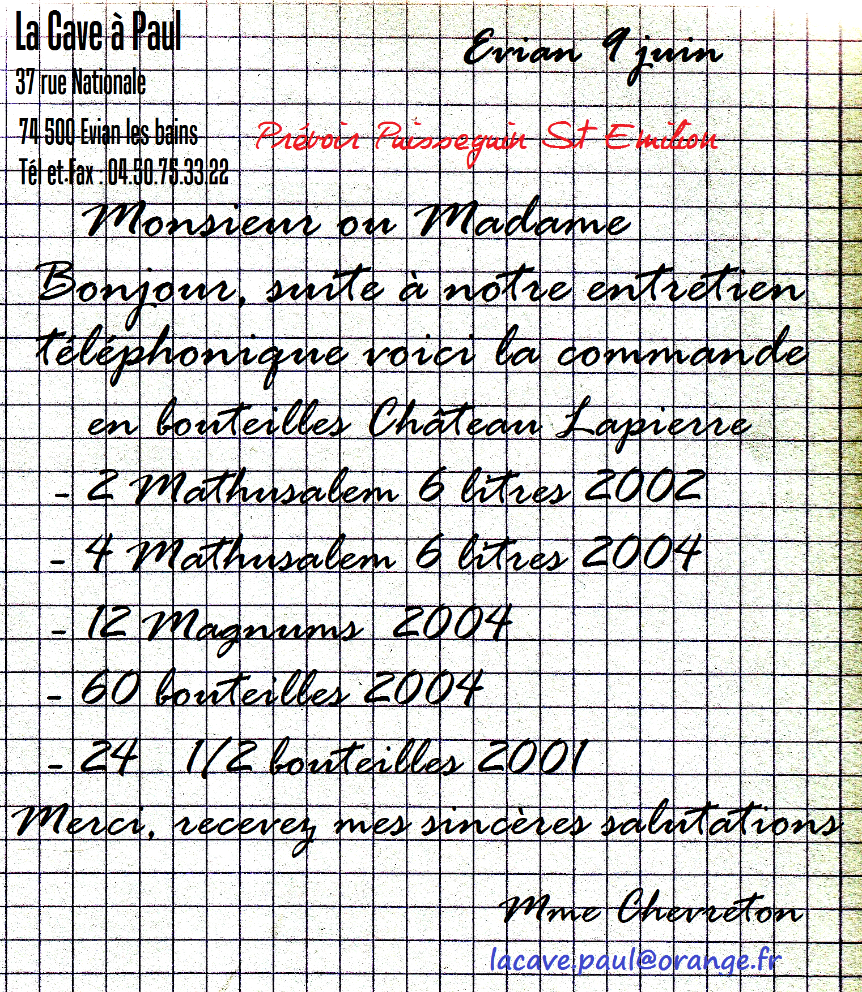 La Cave à Paul
Evian 9 juin
37 rue Nationale
74 500 Evian les bains
Tél et Fax : 04.50.75.33.22
Prévoir Puisseguin St Emilion
Monsieur ou Madame
Bonjour, suite à notre entretien
téléphonique voici la commande
en bouteilles Château Lapierre
- 2 Mathusalem 6 litres 2002
- 4 Mathusalem 6 litres 2004
- 12 Magnums 2004
- 60 bouteilles 2004
- 24 1/2 bouteilles 2001
Merci, recevez mes sincères salutations
Mme Chevreton
lacave.paul@orange.fr